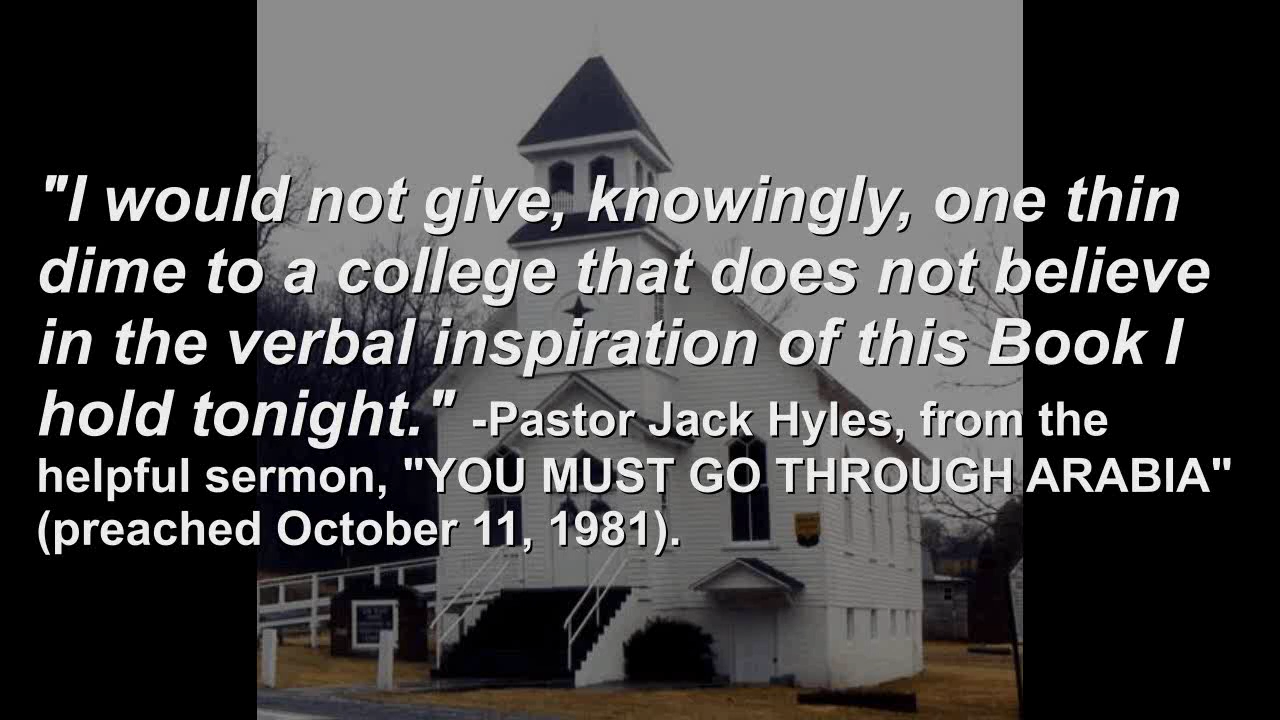 "I would not give, knowingly, one thin
dime to a college that does not believe
in the verbal inspiration of this Book I
hold tonight." -Pastor Jack Hyles, from the
helpful sermon, "YOU MUST GO THROUGH ARABIA"
(preached October 11, 1981).